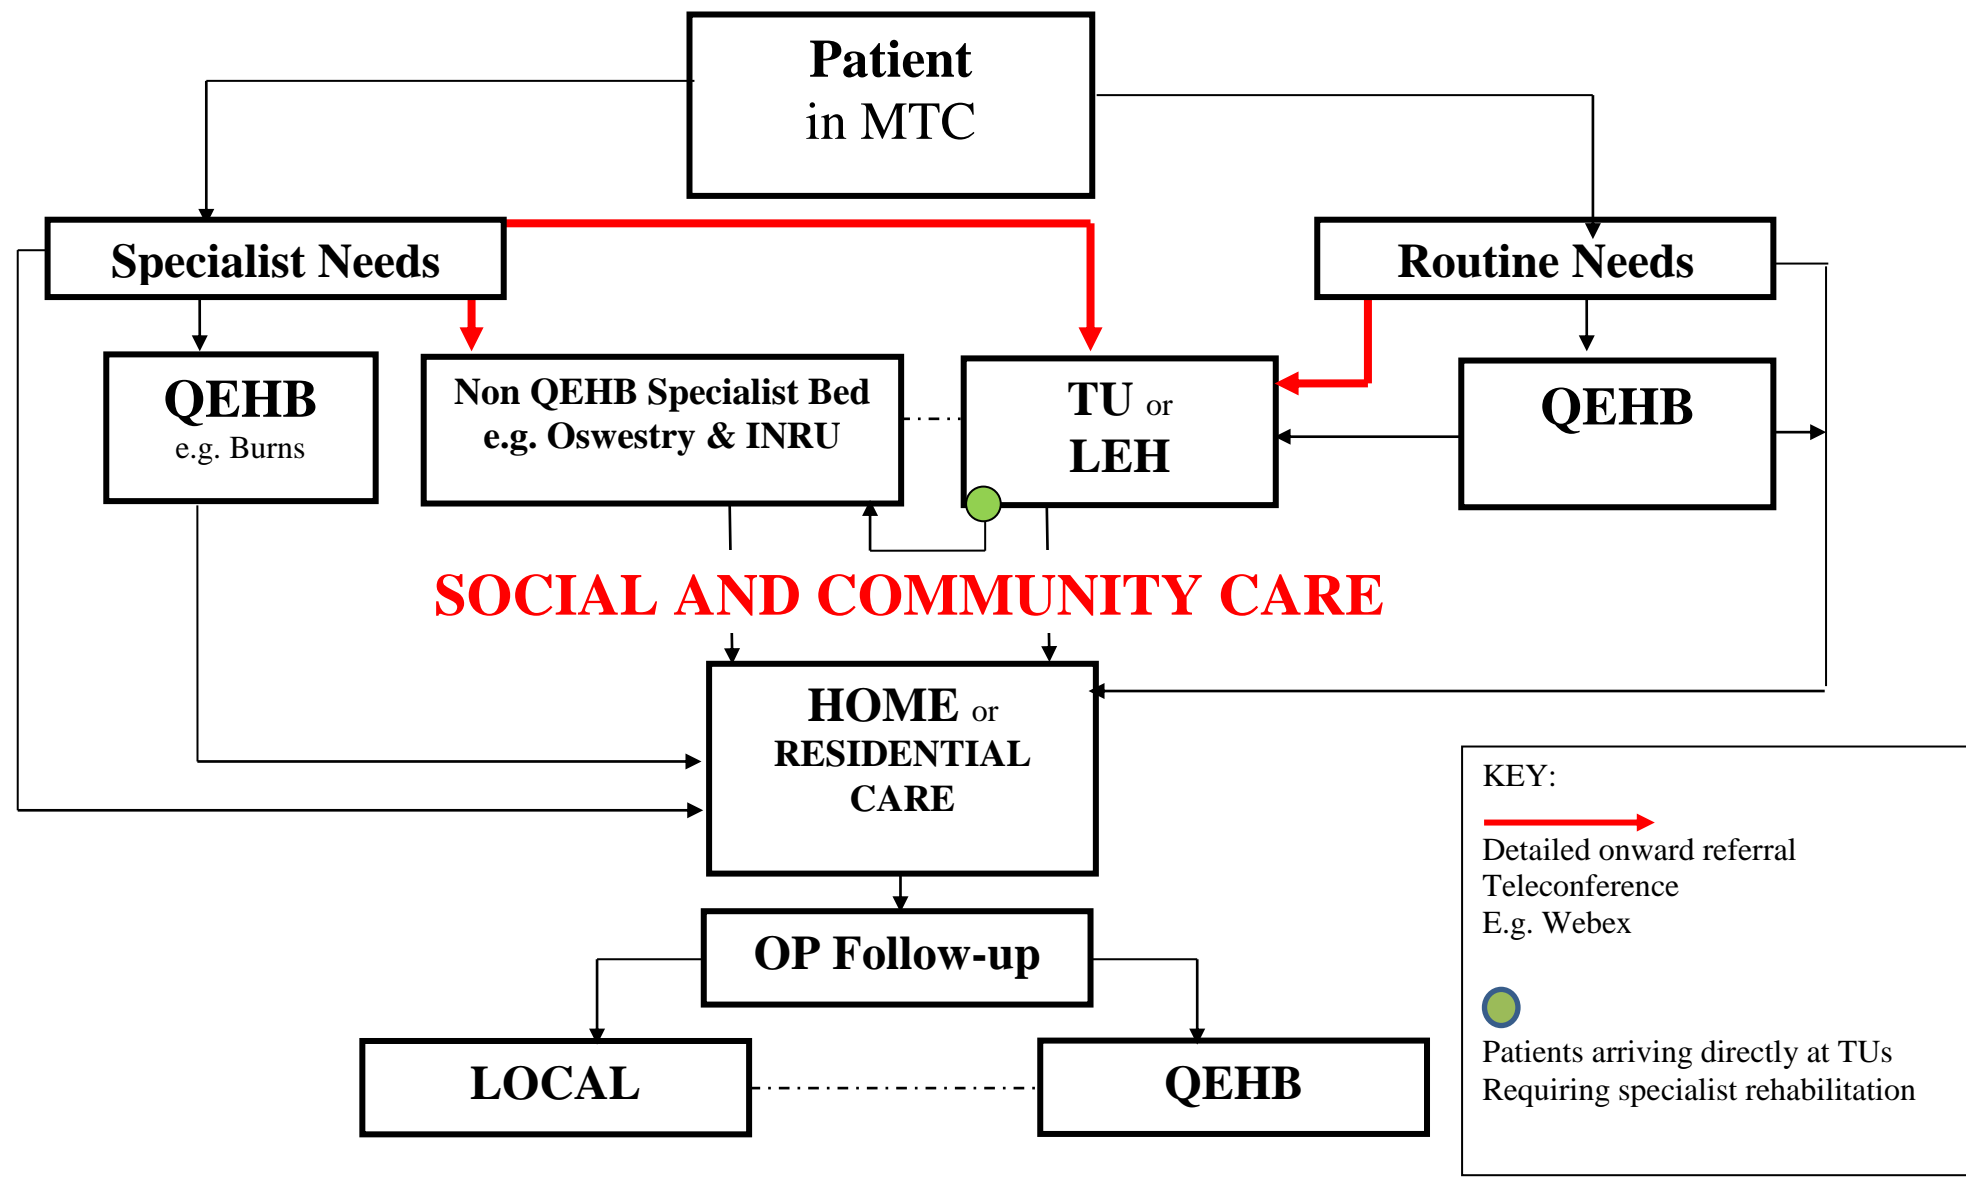 Patient
in MTC
Specialist Needs
Routine Needs
QEHB
e.g. Burns
Non QEHB Specialist Bed
e.g. Oswestry & INRU
TU or
LEH
QEHB
SOCIAL AND COMMUNITY CARE
HOME or
RESIDENTIAL
CARE
OP Follow-up
LOCAL
QEHB
KEY:
Detailed onward referral
Teleconference
E.g. Webex
Patients arriving directly at TUs
Requiring specialist rehabilitation